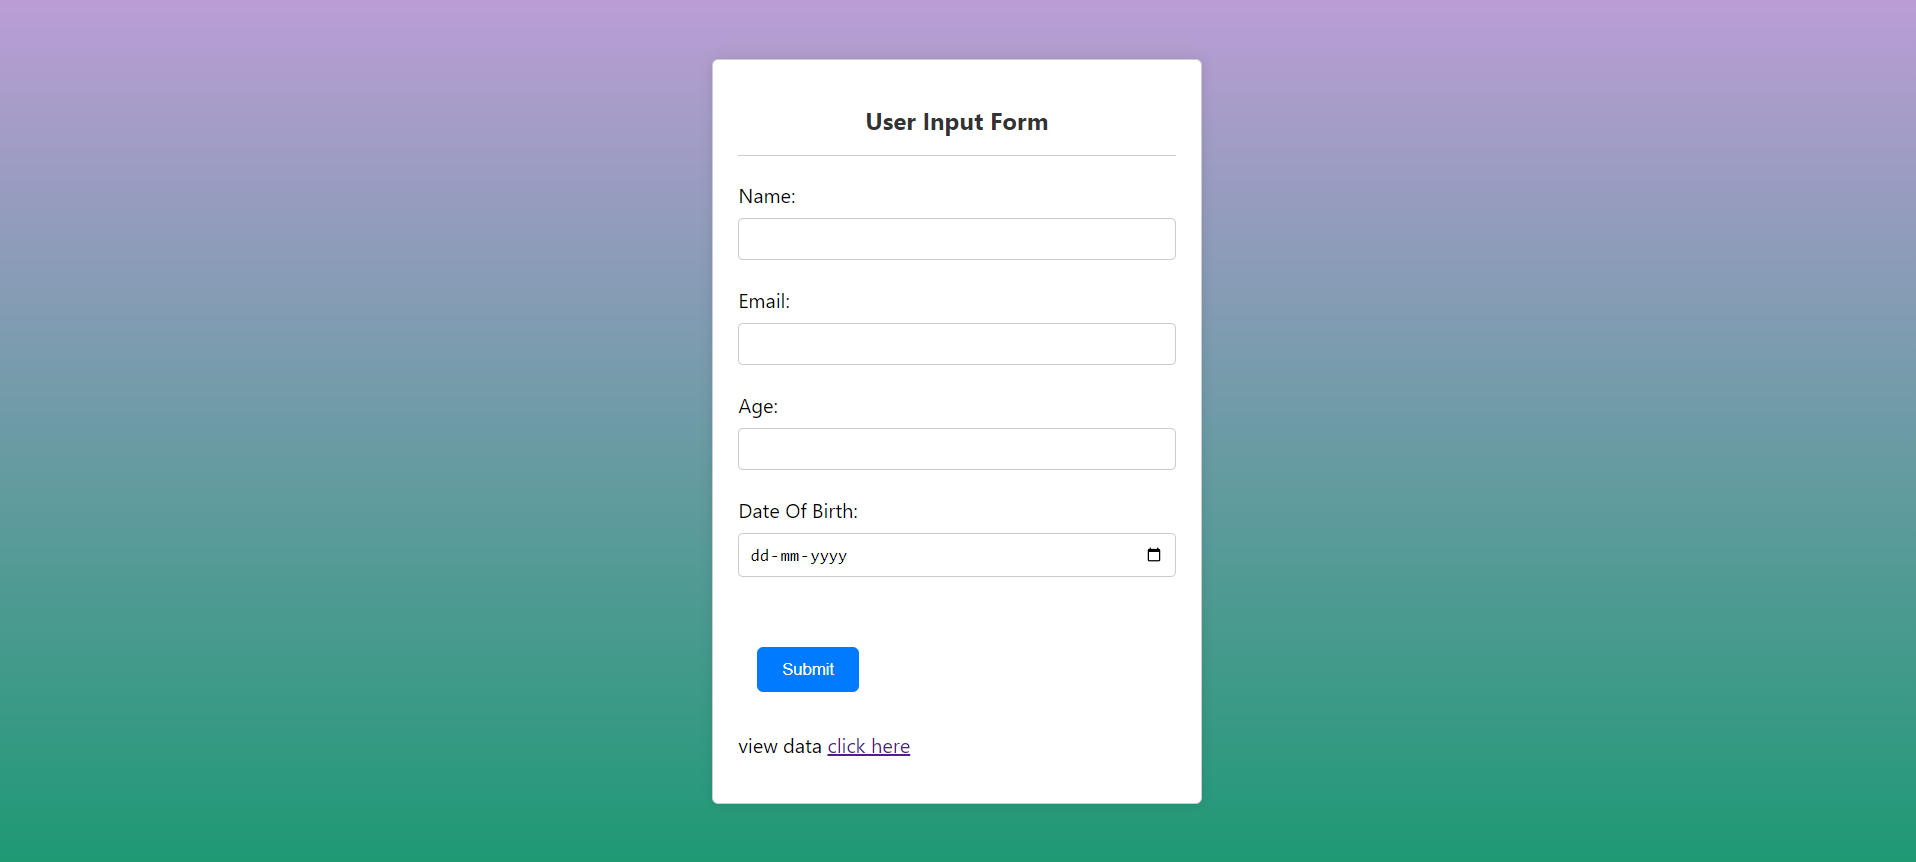 User Input Form
Name:
Email:
Age:
Date Of Birth:
dd-mm-yyyy
Submit
view data click here